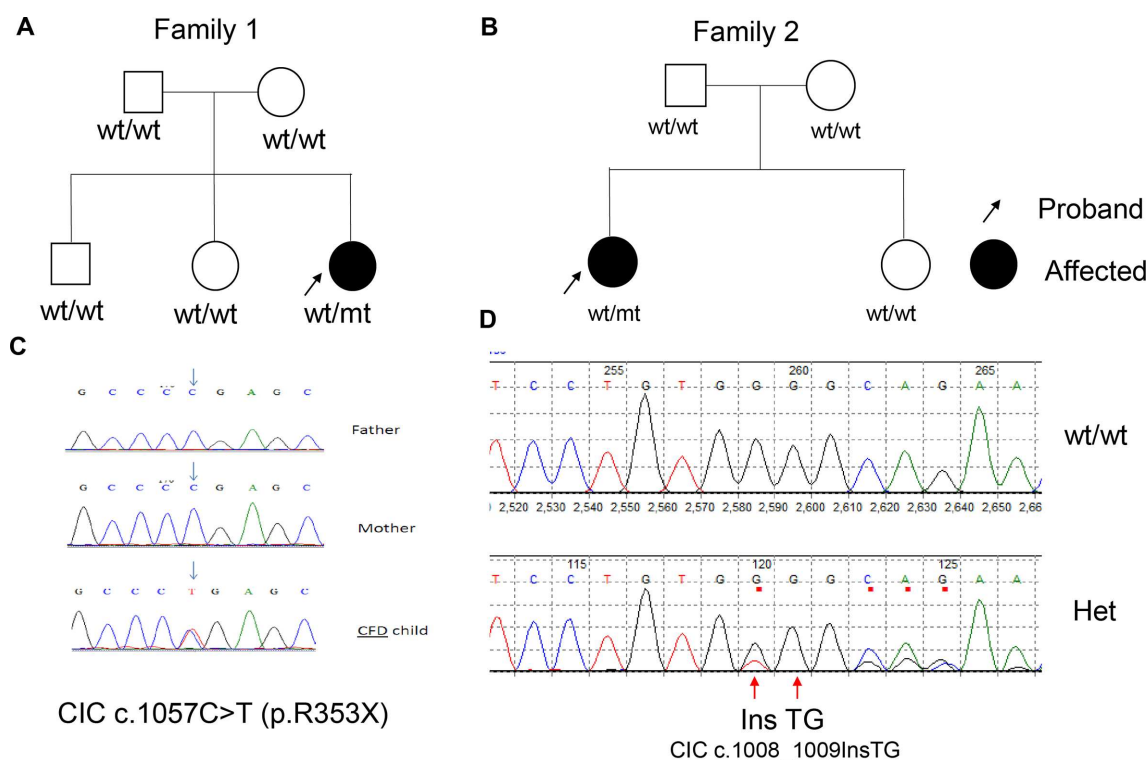 A
Family 1
wt/wt
wt/wt
wt/wt
wt/wt
wt/mt
B
Family 2
wt/wt
wt/wt
Proband
Affected
wt/mt
wt/wt
C
G C C C C G A G C
Father
G C C C C G A G C
Mother
G C C C T G A G C
CFD child
CIC c.1057C>T (p.R353X)
D
255 260 265
T C C T G T G G G G C A G A A
wt/wt
2,520 2,530 2,540 2,550 2,560 2,570 2,580 2,590 2,600 2,610 2,620 2,630 2,640 2,650
115 120 125
T C C T G T G G G G C A G A A
Het
Ins TG
CIC c.1008 1009InsTG